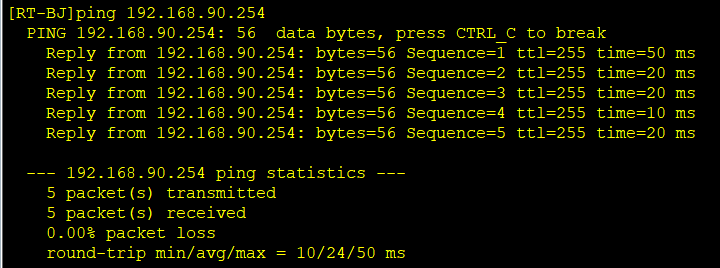 [RT-BJ]ping 192.168.90.254
PING 192.168.90.254: 56  data bytes, press CTRL_C to break
Reply from 192.168.90.254: bytes=56 Sequence=1 ttl=255 time=50 ms
Reply from 192.168.90.254: bytes=56 Sequence=2 ttl=255 time=20 ms
Reply from 192.168.90.254: bytes=56 Sequence=3 ttl=255 time=20 ms
Reply from 192.168.90.254: bytes=56 Sequence=4 ttl=255 time=10 ms
Reply from 192.168.90.254: bytes=56 Sequence=5 ttl=255 time=20 ms
--- 192.168.90.254 ping statistics ---
5 packet(s) transmitted
5 packet(s) received
0.00% packet loss
round-trip min/avg/max = 10/24/50 ms